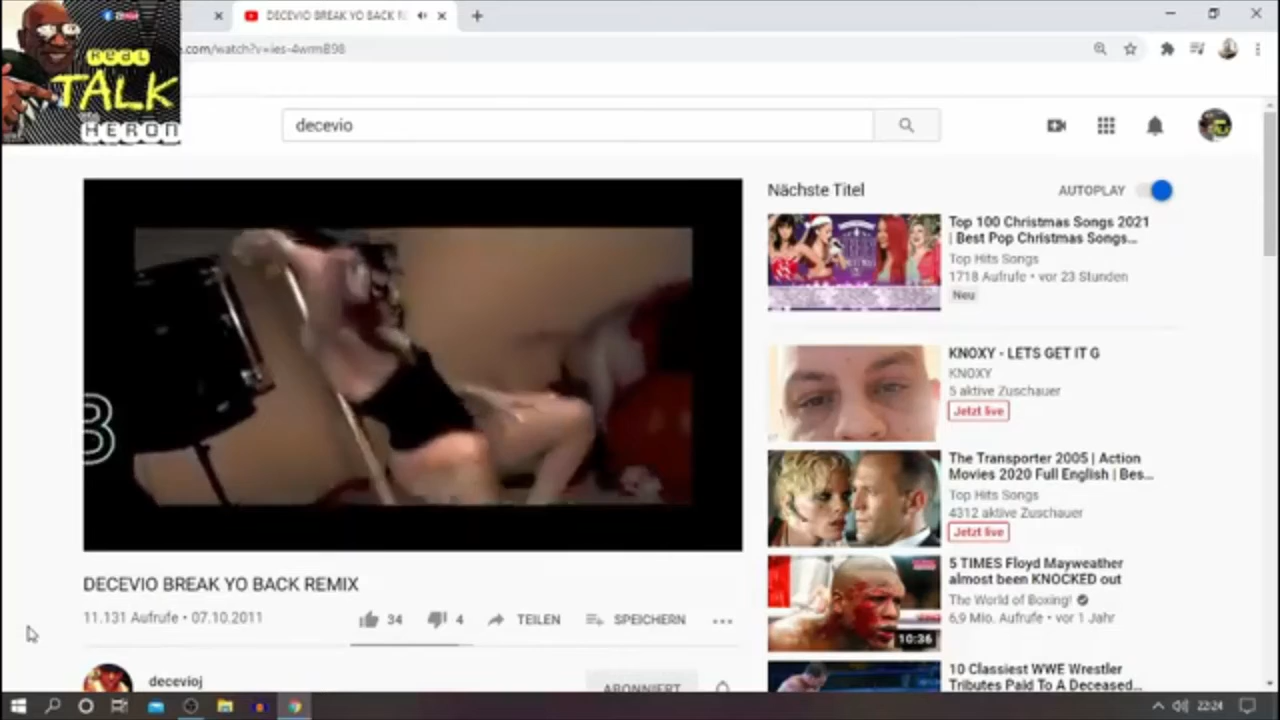 DECEVIO BREAK YO BACK RE
.com/watch?v=ies-4wrmB98
Real
TALK
HERON
decevio
Nächste Titel
AUTOPLAY
Top 100 Christmas Songs 2021
| Best Pop Christmas Songs...
Top Hits Songs
1718 Aufrufe • vor 23 Stunden
Neu
KNOXY - LETS GET IT G
KNOXY
5 aktive Zuschauer
Jetzt live
The Transporter 2005 | Action
Movies 2020 Full English | Bes...
Top Hits Songs
4312 aktive Zuschauer
Jetzt live
5 TIMES Floyd Mayweather
almost been KNOCKED out
The World of Boxing!
6,9 Mio. Aufrufe • vor 1 Jahr
10:36
10 Classiest WWE Wrestler
Tributes Paid To A Deceased...
B
DECEVIO BREAK YO BACK REMIX
11.131 Aufrufe • 07.10.2011
34
4
TEILEN
SPEICHERN
decevioj
ABONNIERT
22:24